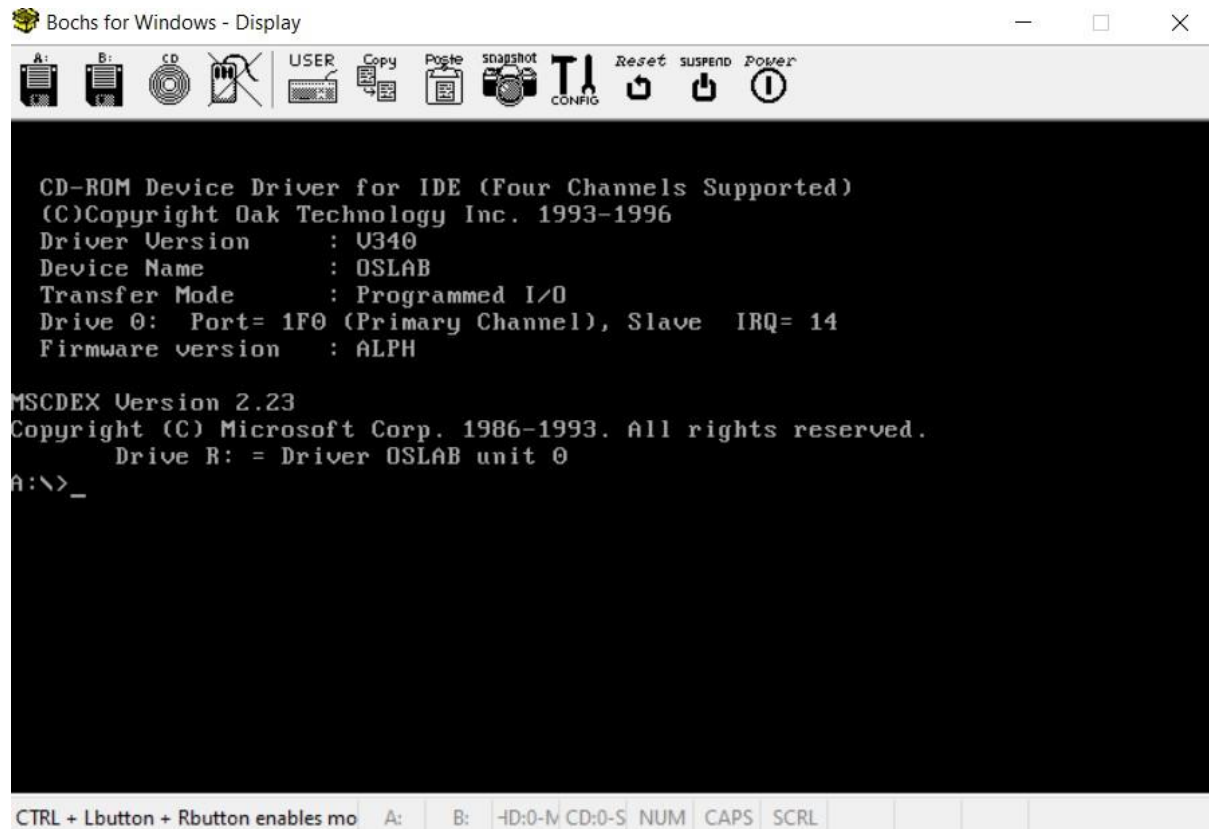 Bochs for Windows - Display
A: B: CD USER Copy Poste snapshot CONFIG Reset SUSPEND Power
CD-ROM Device Driver for IDE (Four Channels Supported)
(C)Copyright Oak Technology Inc. 1993-1996
Driver Version : V340
Device Name : OSLAB
Transfer Mode : Programmed I/O
Drive 0: Port= 1F0 (Primary Channel), Slave IRQ= 14
Firmware version : ALPH
MSCDEX Version 2.23
Copyright (C) Microsoft Corp. 1986-1993. All rights reserved.
Drive R: = Driver OSLAB unit 0
A:\>_
CTRL + Lbutton + Rbutton enables mo A: B: HD:0-M CD:0-S NUM CAPS SCRL